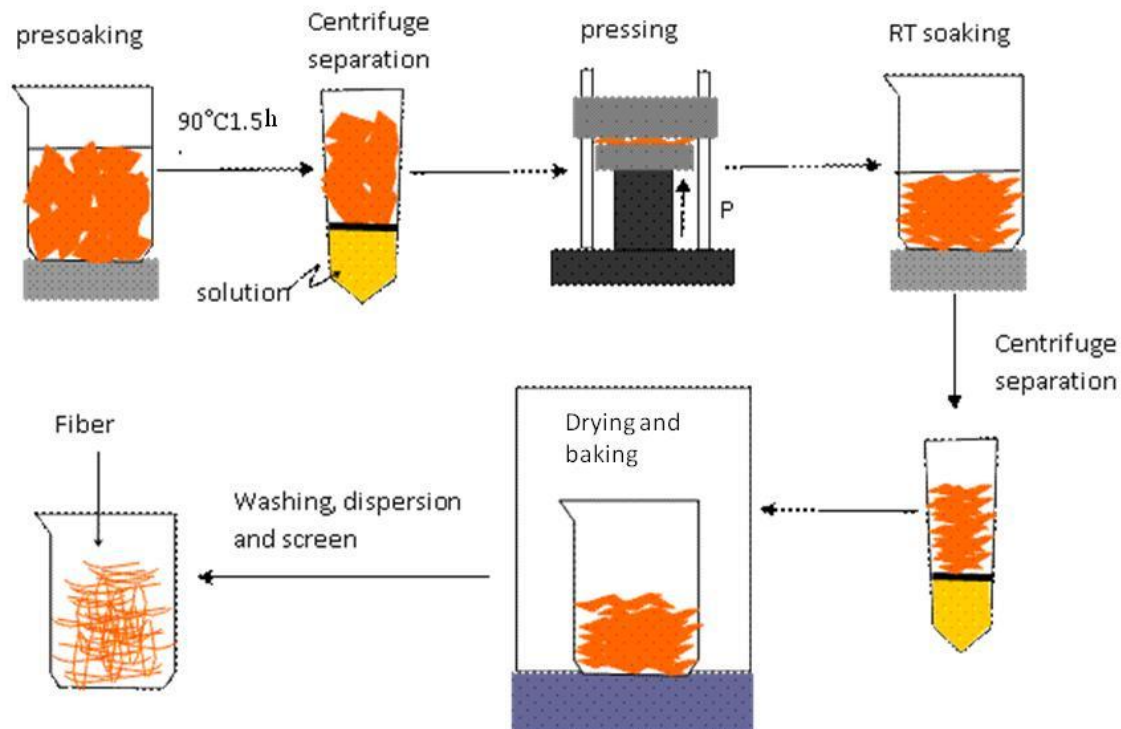 presoaking
90°C1.5h
.
Centrifuge
separation
solution
pressing
P
RT soaking
Centrifuge
separation
Drying and
baking
Washing, dispersion
and screen
Fiber